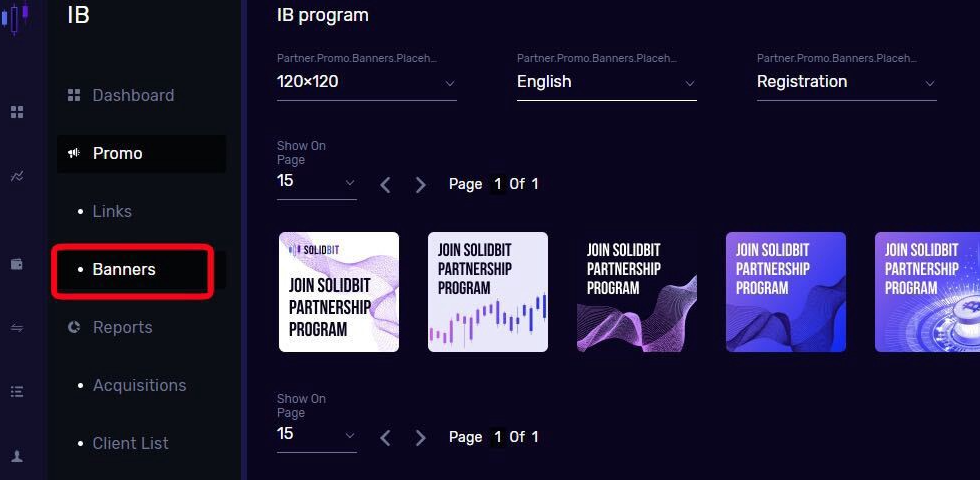 IB
Dashboard
Promo
Links
Banners
Reports
Acquisitions
Client List
IB program
Partner.Promo.Banners.Placeh...
120×120
Partner.Promo.Banners.Placeh...
English
Partner.Promo.Banners.Placeh...
Registration
Show On
Page
15
Page 1 Of 1
SOLIDBIT
JOIN SOLIDBIT
PARTNERSHIP
PROGRAM
JOIN SOLIDBIT
PARTNERSHIP
PROGRAM
JOIN SOLIDBIT
PARTNERSHIP
PROGRAM
JOIN SOLIDBIT
PARTNERSHIP
PROGRAM
JOIN SOLIDBIT
PARTNERSHIP
PROGRAM
Show On
Page
15
Page 1 Of 1